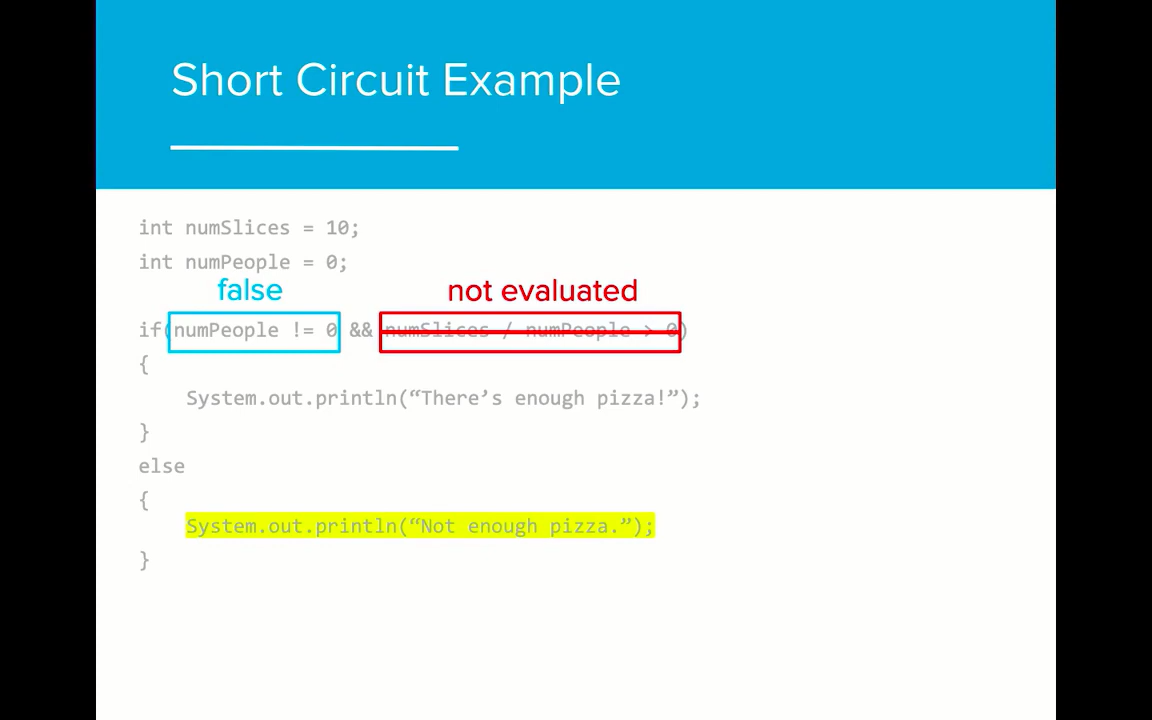 Short Circuit Example
int numSlices = 10;
int numPeople = 0;
false
not evaluated
if(numPeople != 0 && numSlices / numPeople > 0)
{
System.out.println(“There’s enough pizza!”);
}
else
{
System.out.println(“Not enough pizza.”);
}